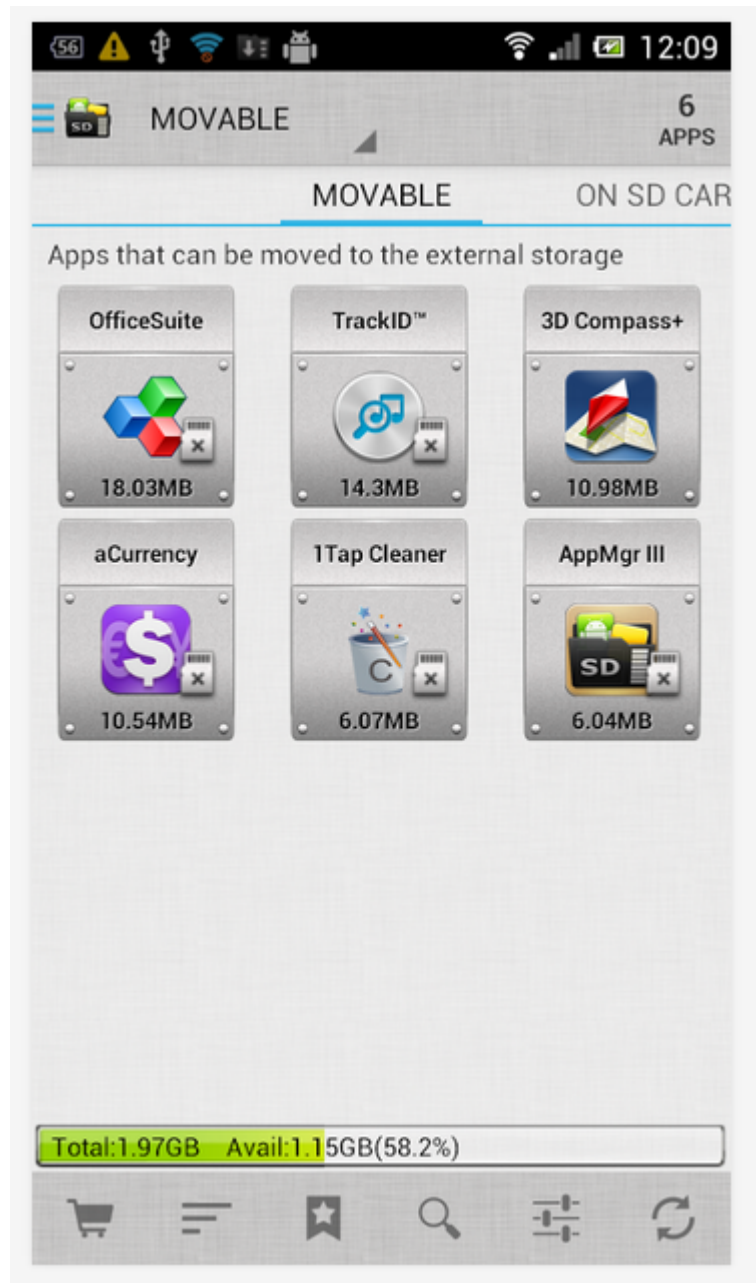 56 12:09
MOVABLE
6
APPS
MOVABLE ON SD CAR
Apps that can be moved to the external storage
OfficeSuite TrackID™ 3D Compass+
18.03MB 14.3MB 10.98MB
aCurrency 1Tap Cleaner AppMgr III
$ C SD
10.54MB 6.07MB 6.04MB
Total:1.97GB Avail:1.15GB(58.2%)